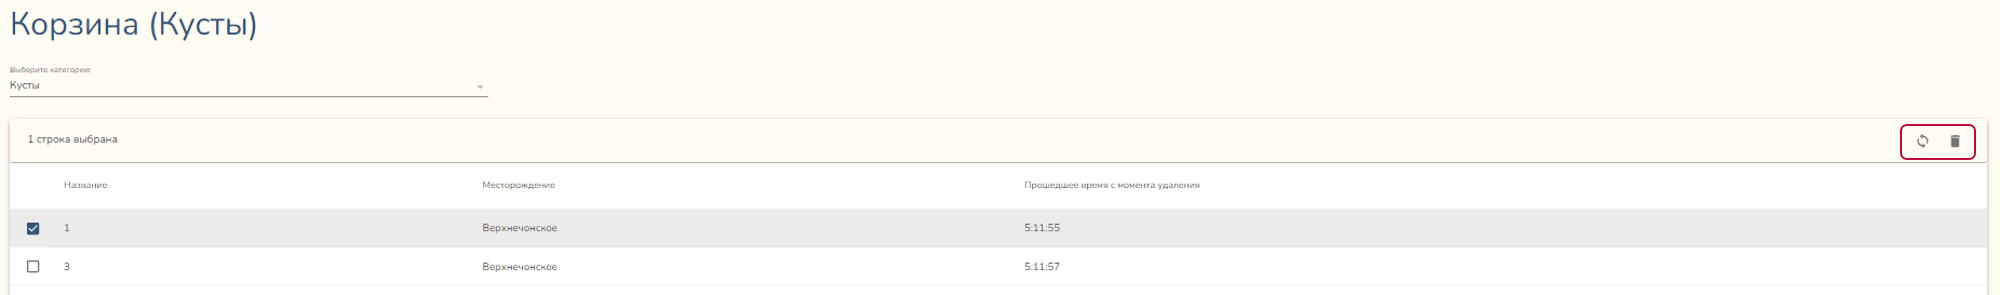 Корзина (Кусты)
Выберите категорию
Кусты
1 строка выбрана
Название Месторождение Прошедшее время с момента удаления
1 Верхнечонское 5:11:55
3 Верхнечонское 5:11:57